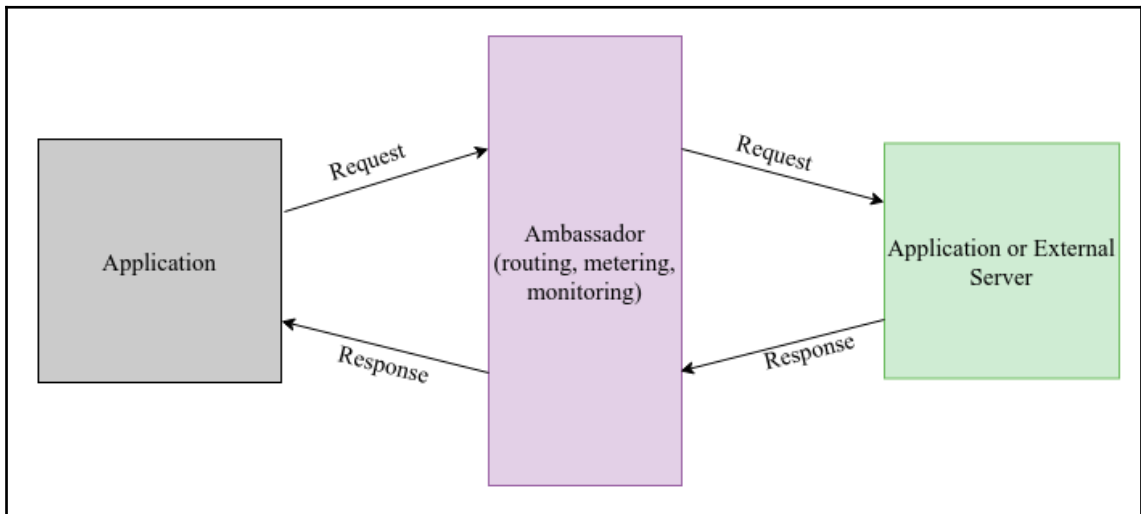 Request
Request
Application
Ambassador
(routing, metering,
monitoring)
Application or External
Server
Response
Response